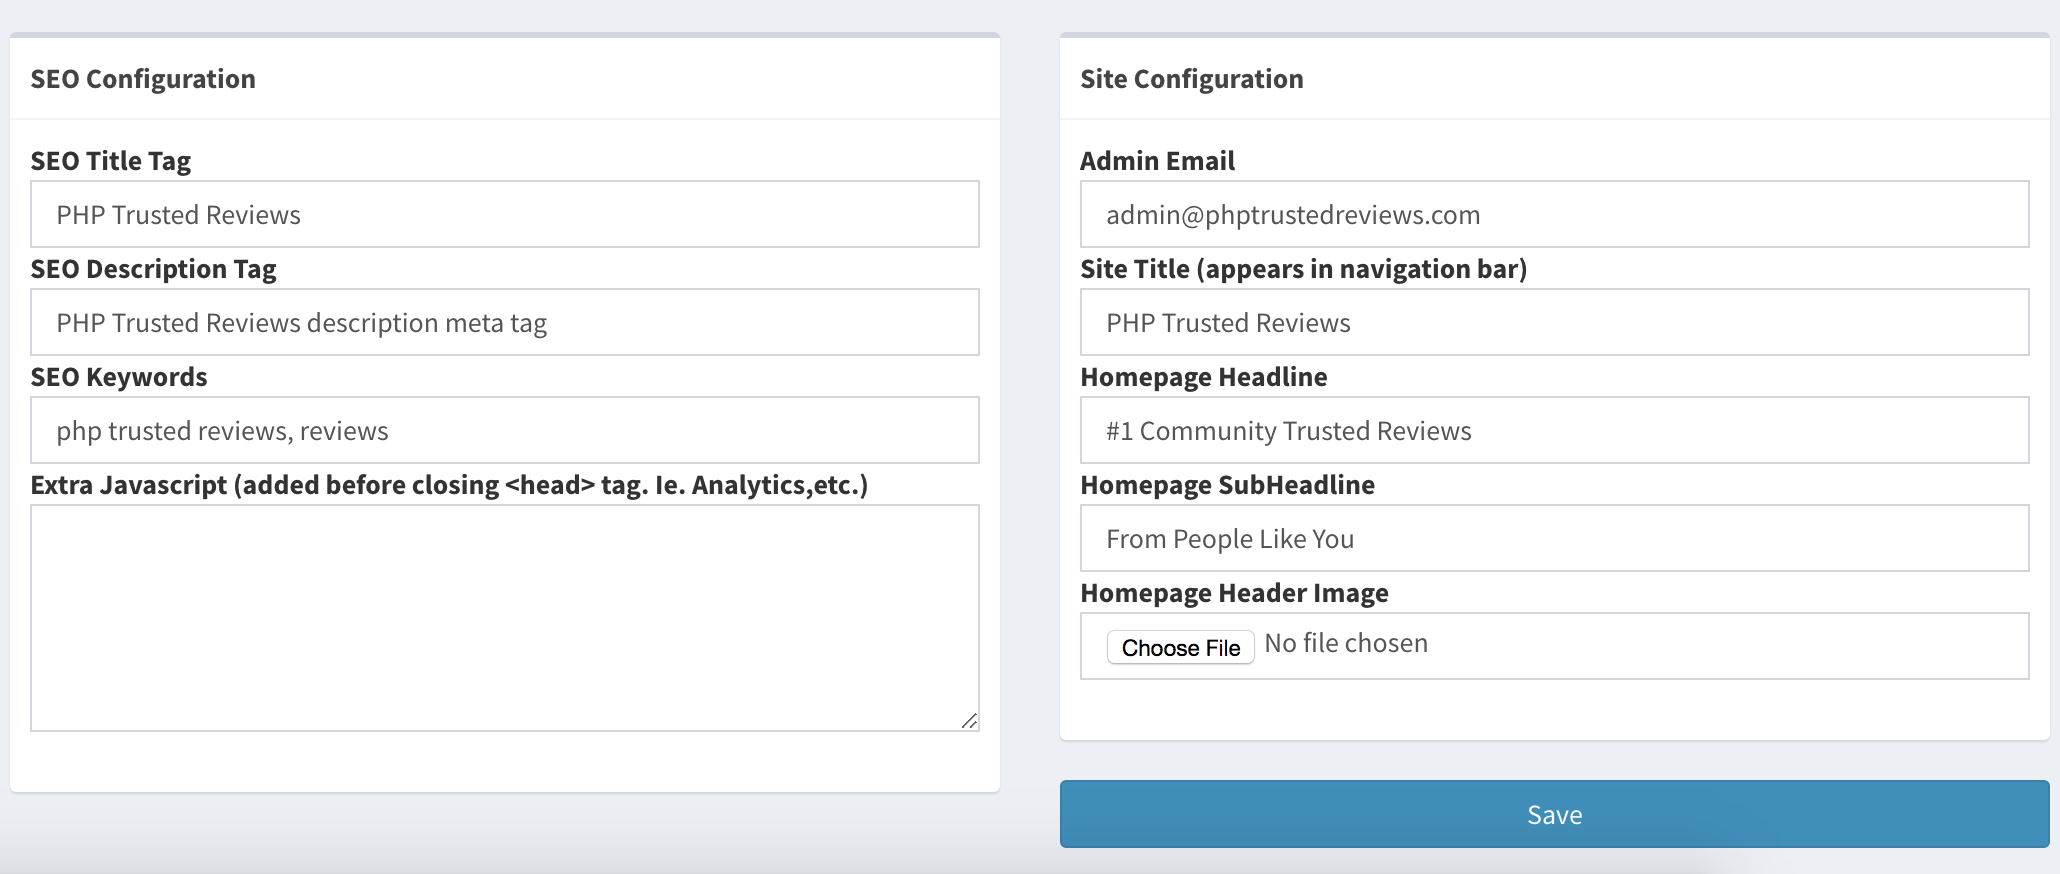 SEO Configuration
SEO Title Tag
PHP Trusted Reviews
SEO Description Tag
PHP Trusted Reviews description meta tag
SEO Keywords
php trusted reviews, reviews
Extra Javascript (added before closing <head> tag. Ie. Analytics,etc.)
Site Configuration
Admin Email
admin@phptrustedreviews.com
Site Title (appears in navigation bar)
PHP Trusted Reviews
Homepage Headline
#1 Community Trusted Reviews
Homepage SubHeadline
From People Like You
Homepage Header Image
Choose File No file chosen
Save